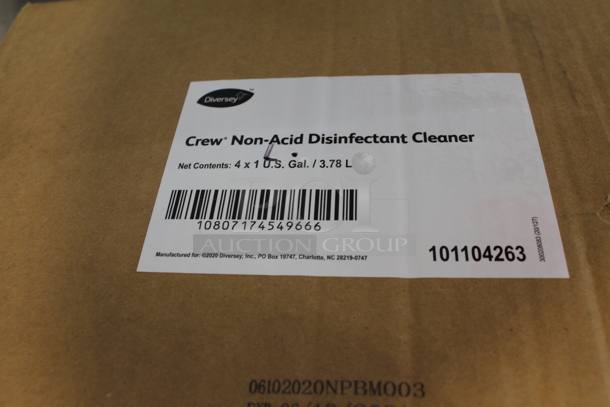 Diversey™
Crew® Non-Acid Disinfectant Cleaner
Net Contents: 4 x 1 U.S. Gal. / 3.78 L
10807174549666
AUCTION GROUP
Manufactured for: ©2020 Diversey, Inc., PO Box 19747, Charlotte, NC 28219-0747
101104263
06102020NPBM003